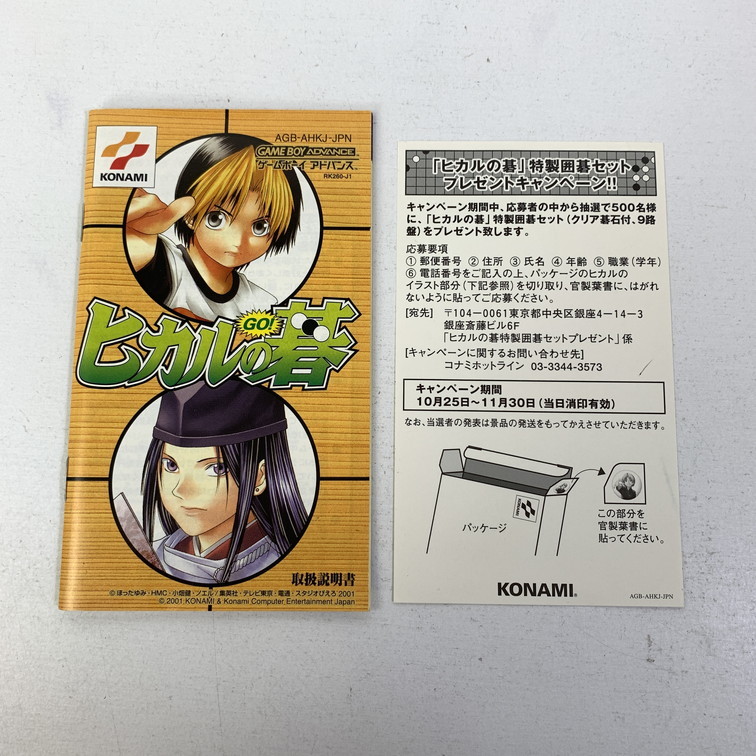 KONAMI
AGB-AHKJ-JPN
GAME BOY ADVANCE™
ゲームボーイ アドバンス™
RK260-J1
GO!
ヒカルの碁
取扱説明書
© ほったゆみ・HMC・小畑健・ノエル/集英社・テレビ東京・電通・スタジオぴえろ 2001
© 2001 KONAMI & Konami Computer Entertainment Japan
「ヒカルの碁」特製囲碁セット
プレゼントキャンペーン!!
キャンペーン期間中、応募者の中から抽選で500名様
に、「ヒカルの碁」特製囲碁セット(クリア碁石付、9路
盤)をプレゼント致します。
応募要項
① 郵便番号 ② 住所 ③ 氏名 ④ 年齢 ⑤ 職業(学年)
⑥ 電話番号をご記入の上、パッケージのヒカルの
イラスト部分(下記参照)を切り取り、官製葉書に、はがれ
ないように貼ってご応募ください。
[宛先] 〒104-0061東京都中央区銀座4-14-3
銀座斎藤ビル6F
「ヒカルの碁特製囲碁セットプレゼント」係
[キャンペーンに関するお問い合わせ先]
コナミホットライン 03-3344-3573
キャンペーン期間
10月25日～11月30日(当日消印有効)
なお、当選者の発表は景品の発送をもってかえさせていただきます。
KONAMI
パッケージ
この部分を
官製葉書に
貼ってください。
KONAMI®
AGB-AHKJ-JPN